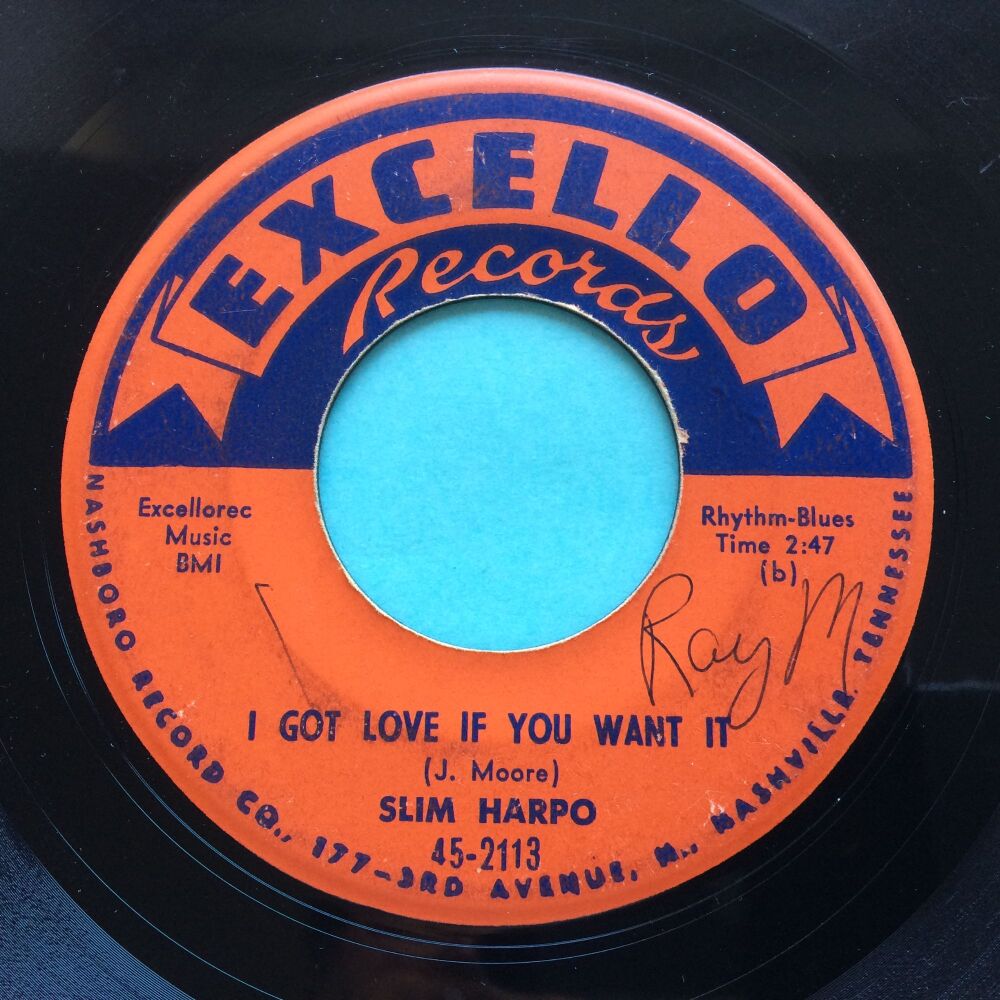 EXCELLO
Records
Excellorec
Music
BMI
Rhythm-Blues
Time 2:47
(b)
Ray M
I GOT LOVE IF YOU WANT IT
(J. Moore)
SLIM HARPO
45-2113
NASHBORO RECORD CO., 177-3RD AVENUE, N., NASHVILLE, TENNESSEE